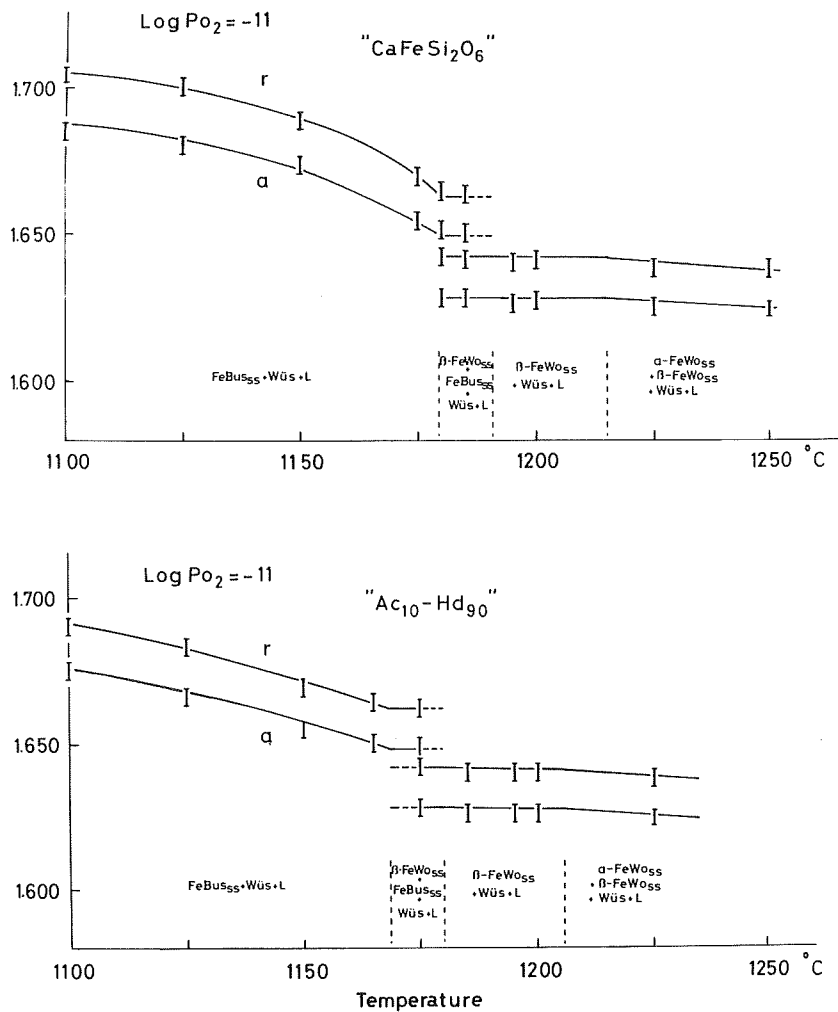 Log Po₂ = -11
"CaFeSi₂O₆"
r
1.700
a
1.650
1.600
FeBusss+Wüs+L
β-FeWoss
+
FeBusss
+
Wüs+L
β-FeWoss
+Wüs+L
α-FeWoss
+β-FeWoss
+Wüs+L
1100
1150
1200
1250 °C
Log Po₂ = -11
"Ac₁₀-Hd₉₀"
1.700
r
a
1.650
1.600
FeBusss+Wüs+L
β-FeWoss
+
FeBusss
+
Wüs+L
β-FeWoss
+Wüs+L
α-FeWoss
+β-FeWoss
+Wüs+L
1100
1150
1200
1250 °C
Temperature